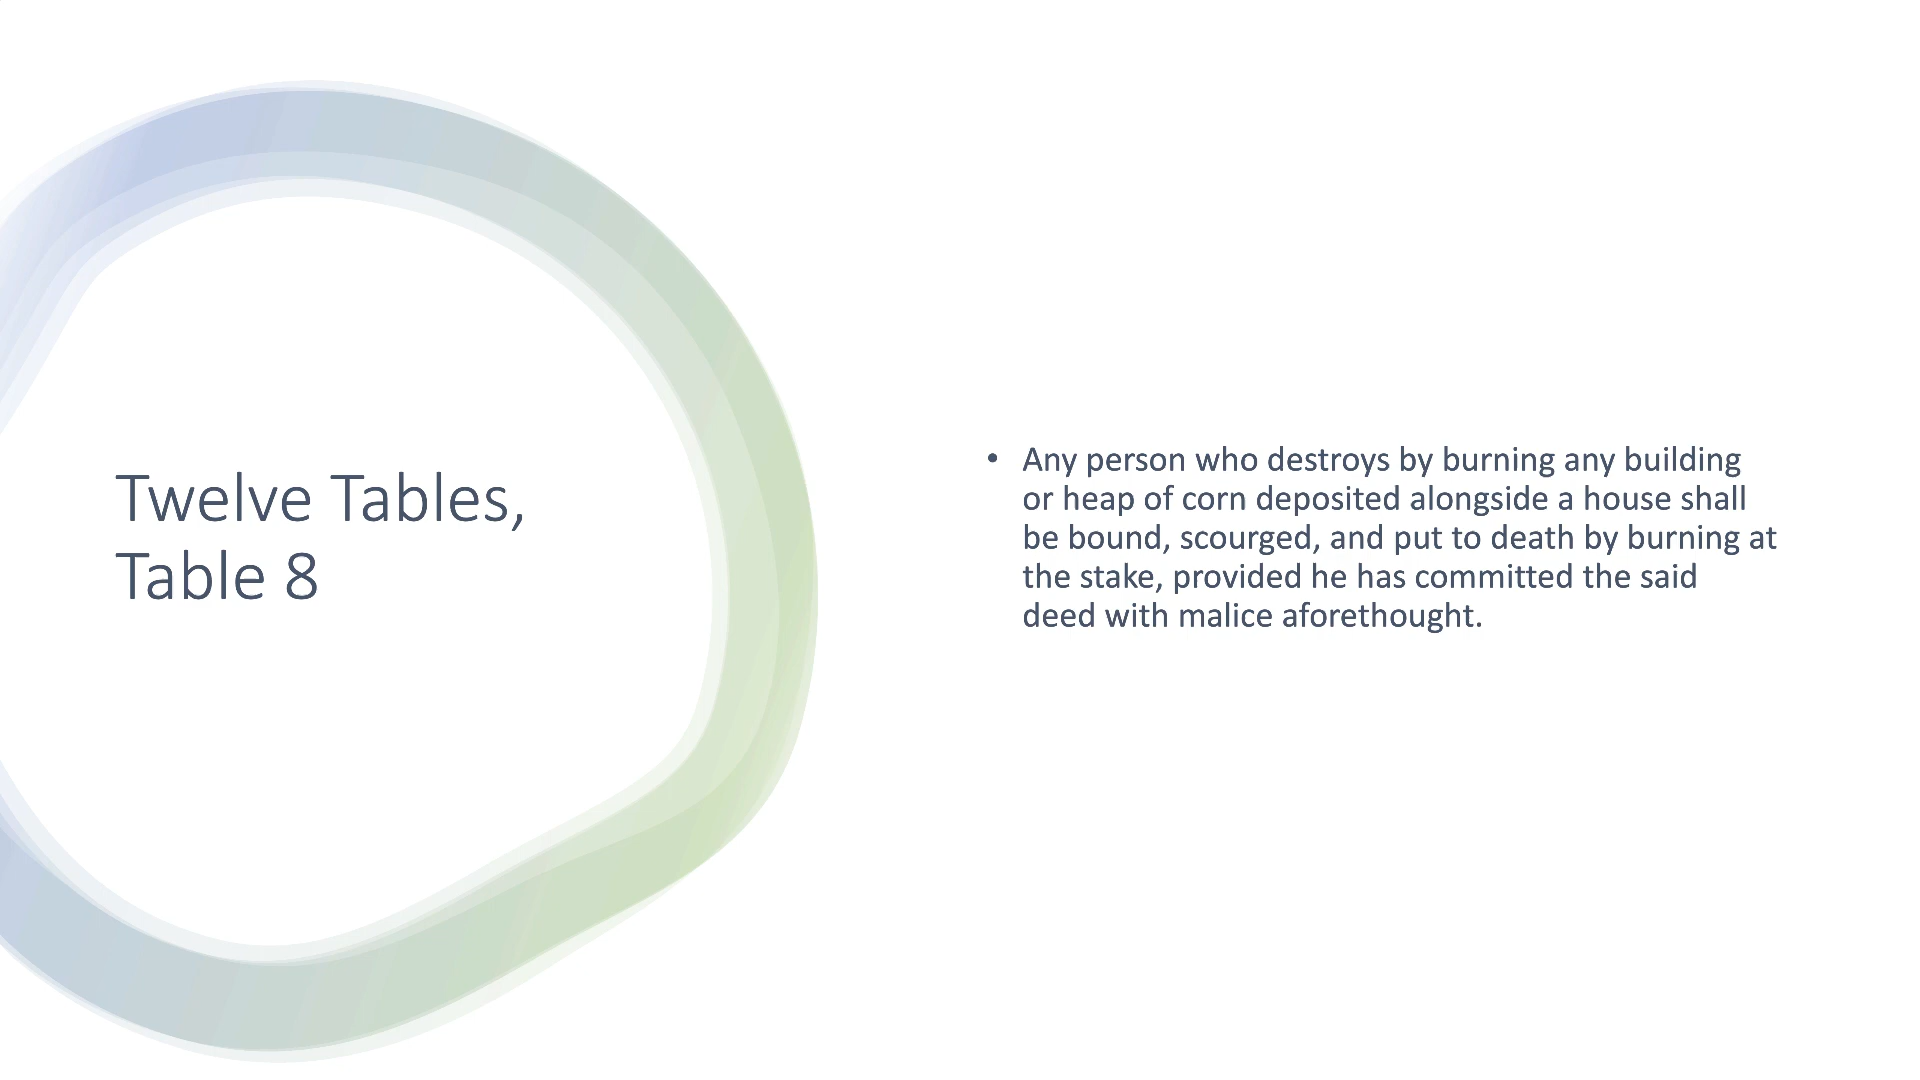 Twelve Tables,
Table 8
• Any person who destroys by burning any building
or heap of corn deposited alongside a house shall
be bound, scourged, and put to death by burning at
the stake, provided he has committed the said
deed with malice aforethought.